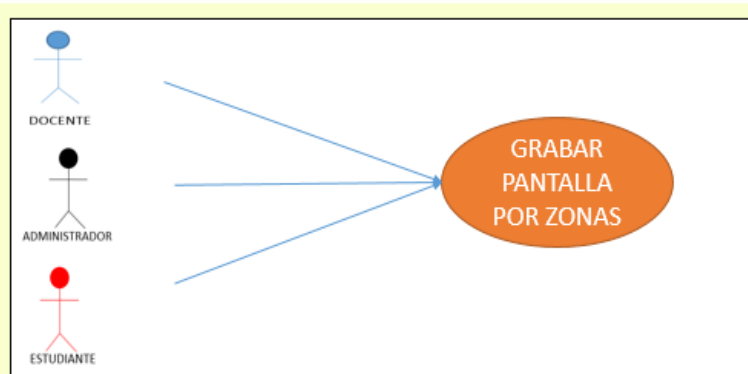 DOCENTE
ADMINISTRADOR
ESTUDIANTE
GRABAR
PANTALLA
POR ZONAS